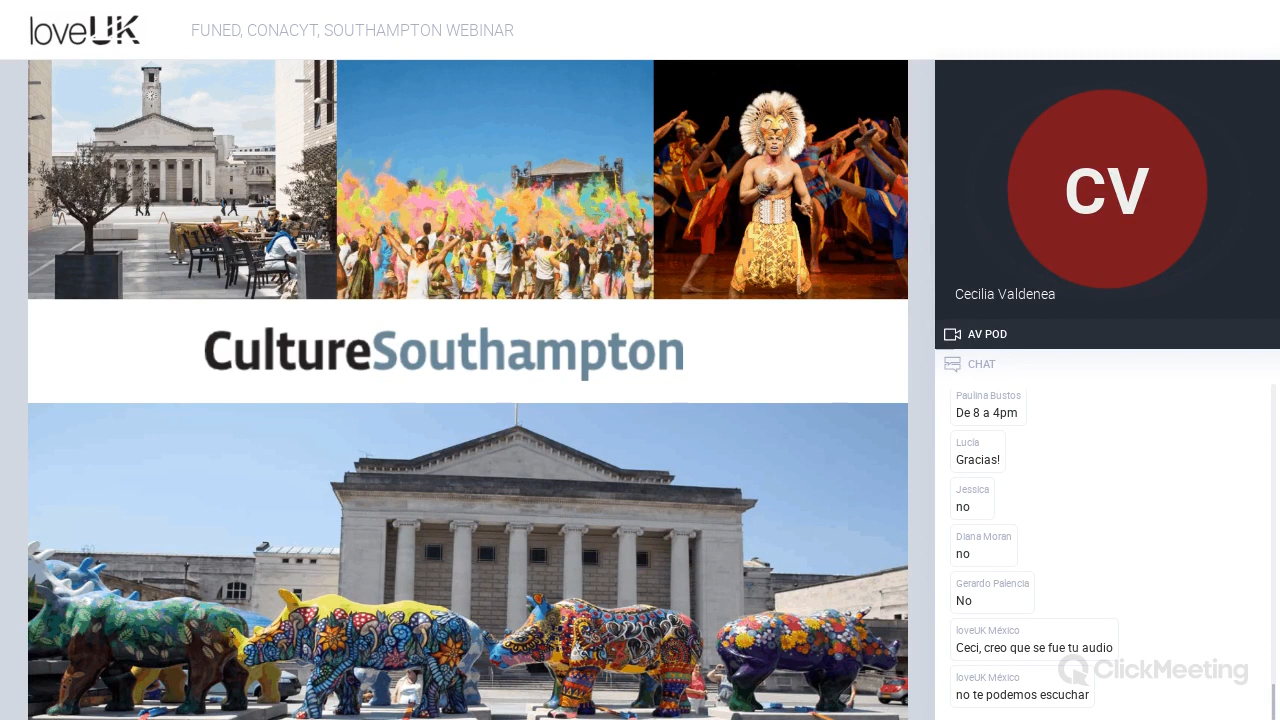 loveUK
FUNED, CONACYT, SOUTHAMPTON WEBINAR
CultureSouthampton
CV
Cecilia Valdenea
AV POD
CHAT
Paulina Bustos
De 8 a 4pm
Lucía
Gracias!
Jessica
no
Diana Moran
no
Gerardo Palencia
No
loveUK México
Ceci, creo que se fue tu audio
loveUK México
no te podemos escuchar
ClickMeeting